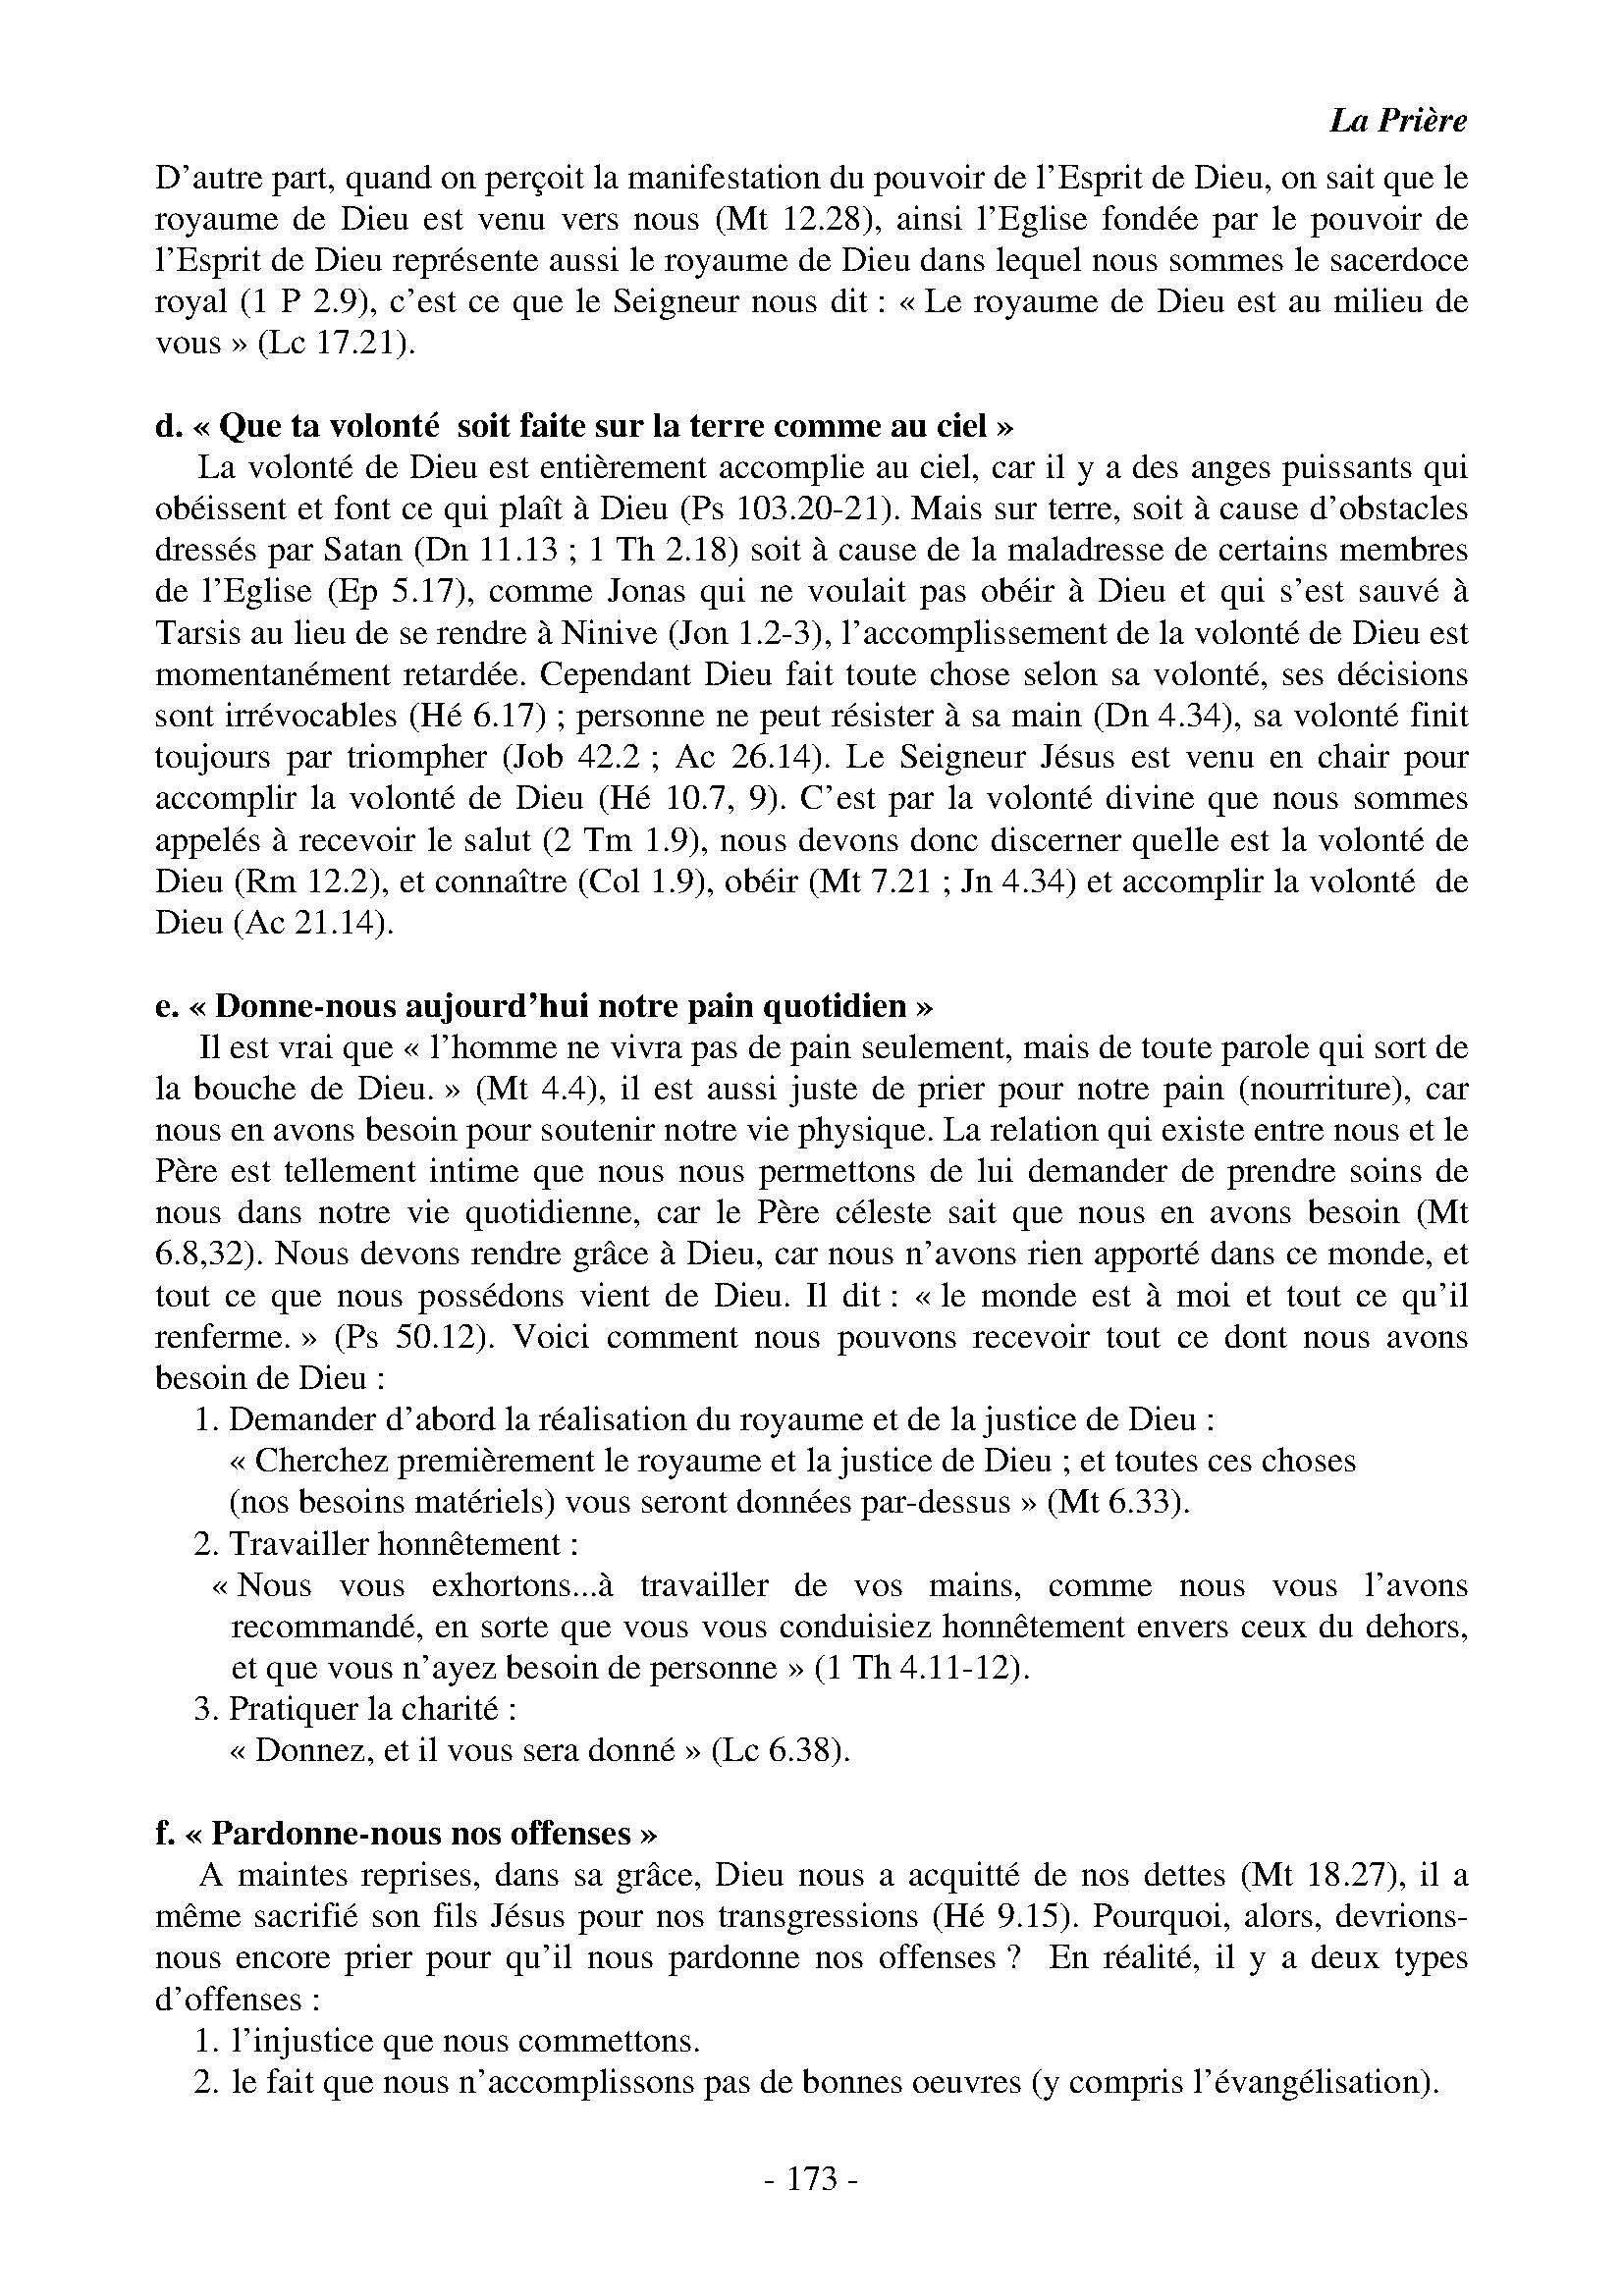 La Prière
D’autre part, quand on perçoit la manifestation du pouvoir de l’Esprit de Dieu, on sait que le
royaume de Dieu est venu vers nous (Mt 12.28), ainsi l’Eglise fondée par le pouvoir de
l’Esprit de Dieu représente aussi le royaume de Dieu dans lequel nous sommes le sacerdoce
royal (1 P 2.9), c’est ce que le Seigneur nous dit : « Le royaume de Dieu est au milieu de
vous » (Lc 17.21).
d. « Que ta volonté  soit faite sur la terre comme au ciel »
La volonté de Dieu est entièrement accomplie au ciel, car il y a des anges puissants qui
obéissent et font ce qui plaît à Dieu (Ps 103.20-21). Mais sur terre, soit à cause d’obstacles
dressés par Satan (Dn 11.13 ; 1 Th 2.18) soit à cause de la maladresse de certains membres
de l’Eglise (Ep 5.17), comme Jonas qui ne voulait pas obéir à Dieu et qui s’est sauvé à
Tarsis au lieu de se rendre à Ninive (Jon 1.2-3), l’accomplissement de la volonté de Dieu est
momentanément retardée. Cependant Dieu fait toute chose selon sa volonté, ses décisions
sont irrévocables (Hé 6.17) ; personne ne peut résister à sa main (Dn 4.34), sa volonté finit
toujours par triompher (Job 42.2 ; Ac 26.14). Le Seigneur Jésus est venu en chair pour
accomplir la volonté de Dieu (Hé 10.7, 9). C’est par la volonté divine que nous sommes
appelés à recevoir le salut (2 Tm 1.9), nous devons donc discerner quelle est la volonté de
Dieu (Rm 12.2), et connaître (Col 1.9), obéir (Mt 7.21 ; Jn 4.34) et accomplir la volonté  de
Dieu (Ac 21.14).
e. « Donne-nous aujourd’hui notre pain quotidien »
Il est vrai que « l’homme ne vivra pas de pain seulement, mais de toute parole qui sort de
la bouche de Dieu. » (Mt 4.4), il est aussi juste de prier pour notre pain (nourriture), car
nous en avons besoin pour soutenir notre vie physique. La relation qui existe entre nous et le
Père est tellement intime que nous nous permettons de lui demander de prendre soins de
nous dans notre vie quotidienne, car le Père céleste sait que nous en avons besoin (Mt
6.8,32). Nous devons rendre grâce à Dieu, car nous n’avons rien apporté dans ce monde, et
tout ce que nous possédons vient de Dieu. Il dit : « le monde est à moi et tout ce qu’il
renferme. » (Ps 50.12). Voici comment nous pouvons recevoir tout ce dont nous avons
besoin de Dieu :
1. Demander d’abord la réalisation du royaume et de la justice de Dieu :
« Cherchez premièrement le royaume et la justice de Dieu ; et toutes ces choses
(nos besoins matériels) vous seront données par-dessus » (Mt 6.33).
2. Travailler honnêtement :
« Nous vous exhortons...à travailler de vos mains, comme nous vous l’avons
recommandé, en sorte que vous vous conduisiez honnêtement envers ceux du dehors,
et que vous n’ayez besoin de personne » (1 Th 4.11-12).
3. Pratiquer la charité :
« Donnez, et il vous sera donné » (Lc 6.38).
f. « Pardonne-nous nos offenses »
A maintes reprises, dans sa grâce, Dieu nous a acquitté de nos dettes (Mt 18.27), il a
même sacrifié son fils Jésus pour nos transgressions (Hé 9.15). Pourquoi, alors, devrions-
nous encore prier pour qu’il nous pardonne nos offenses ?  En réalité, il y a deux types
d’offenses :
1. l’injustice que nous commettons.
2. le fait que nous n’accomplissons pas de bonnes oeuvres (y compris l’évangélisation).
- 173 -